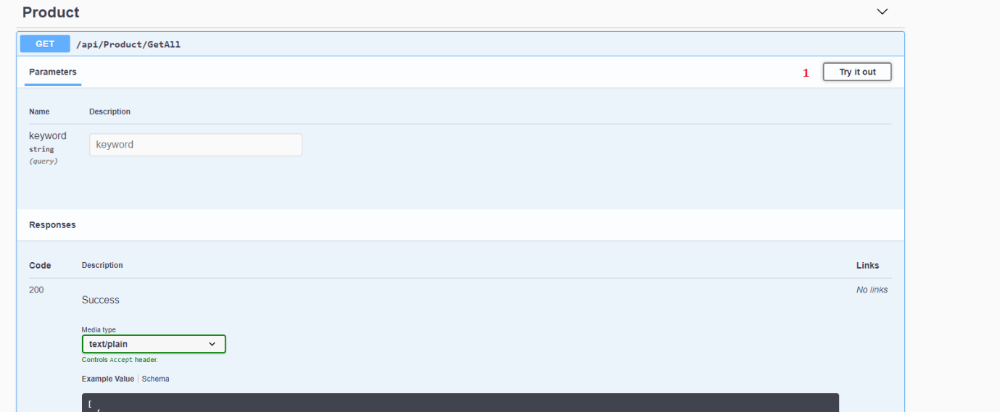 Product
GET /api/Product/GetAll
Parameters 1 Try it out
Name Description
keyword keyword
string
(query)
Responses
Code Description Links
200 Success No links
Media type
text/plain
Controls Accept header.
Example Value Schema
[